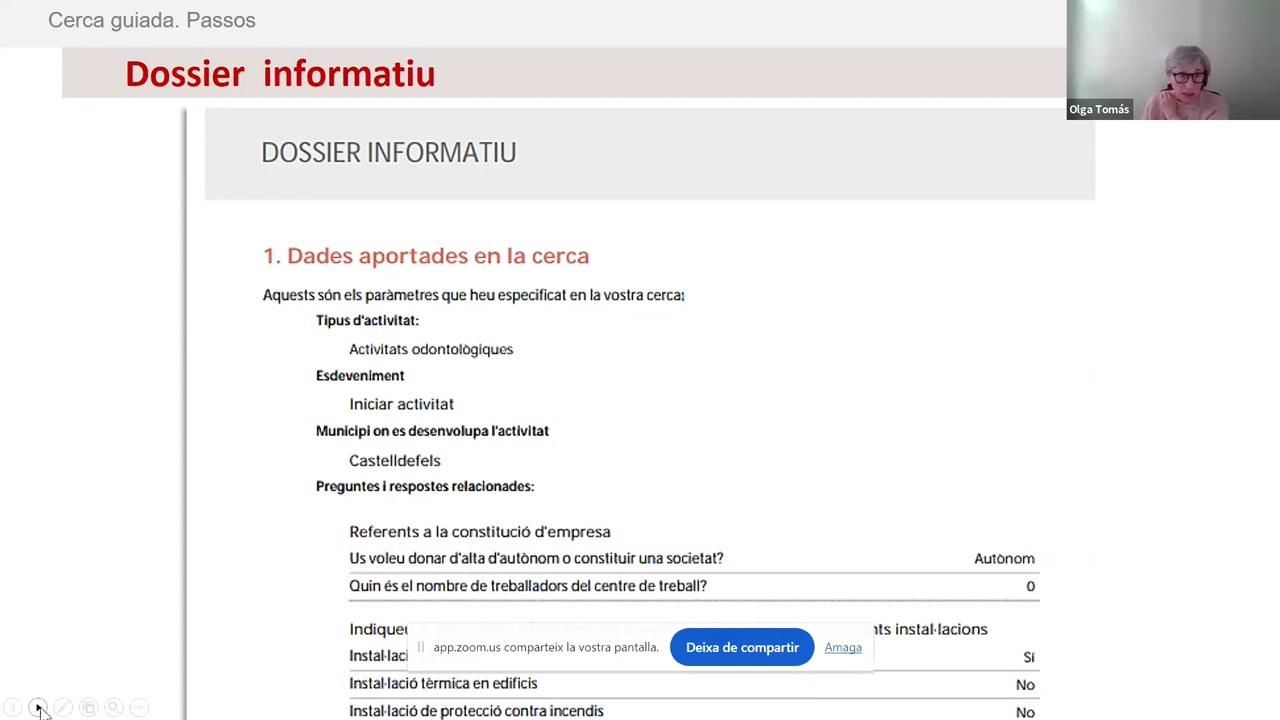 Cerca guiada. Passos
Dossier informatiu
Olga Tomás
DOSSIER INFORMATIU
1. Dades aportades en la cerca
Aquests són els paràmetres que heu especificat en la vostra cerca:
Tipus d'activitat:
Activitats odontològiques
Esdeveniment
Iniciar activitat
Municipi on es desenvolupa l'activitat
Castelldefels
Preguntes i respostes relacionades:
Referents a la constitució d'empresa
Us voleu donar d'alta d'autònom o constituir una societat? Autònom
Quin és el nombre de treballadors del centre de treball? 0
instal·lacions
Sí
app.zoom.us comparteix la vostra pantalla. Deixa de compartir Amaga
Instal·lació tèrmica en edificis No
Instal·lació de protecció contra incendis No